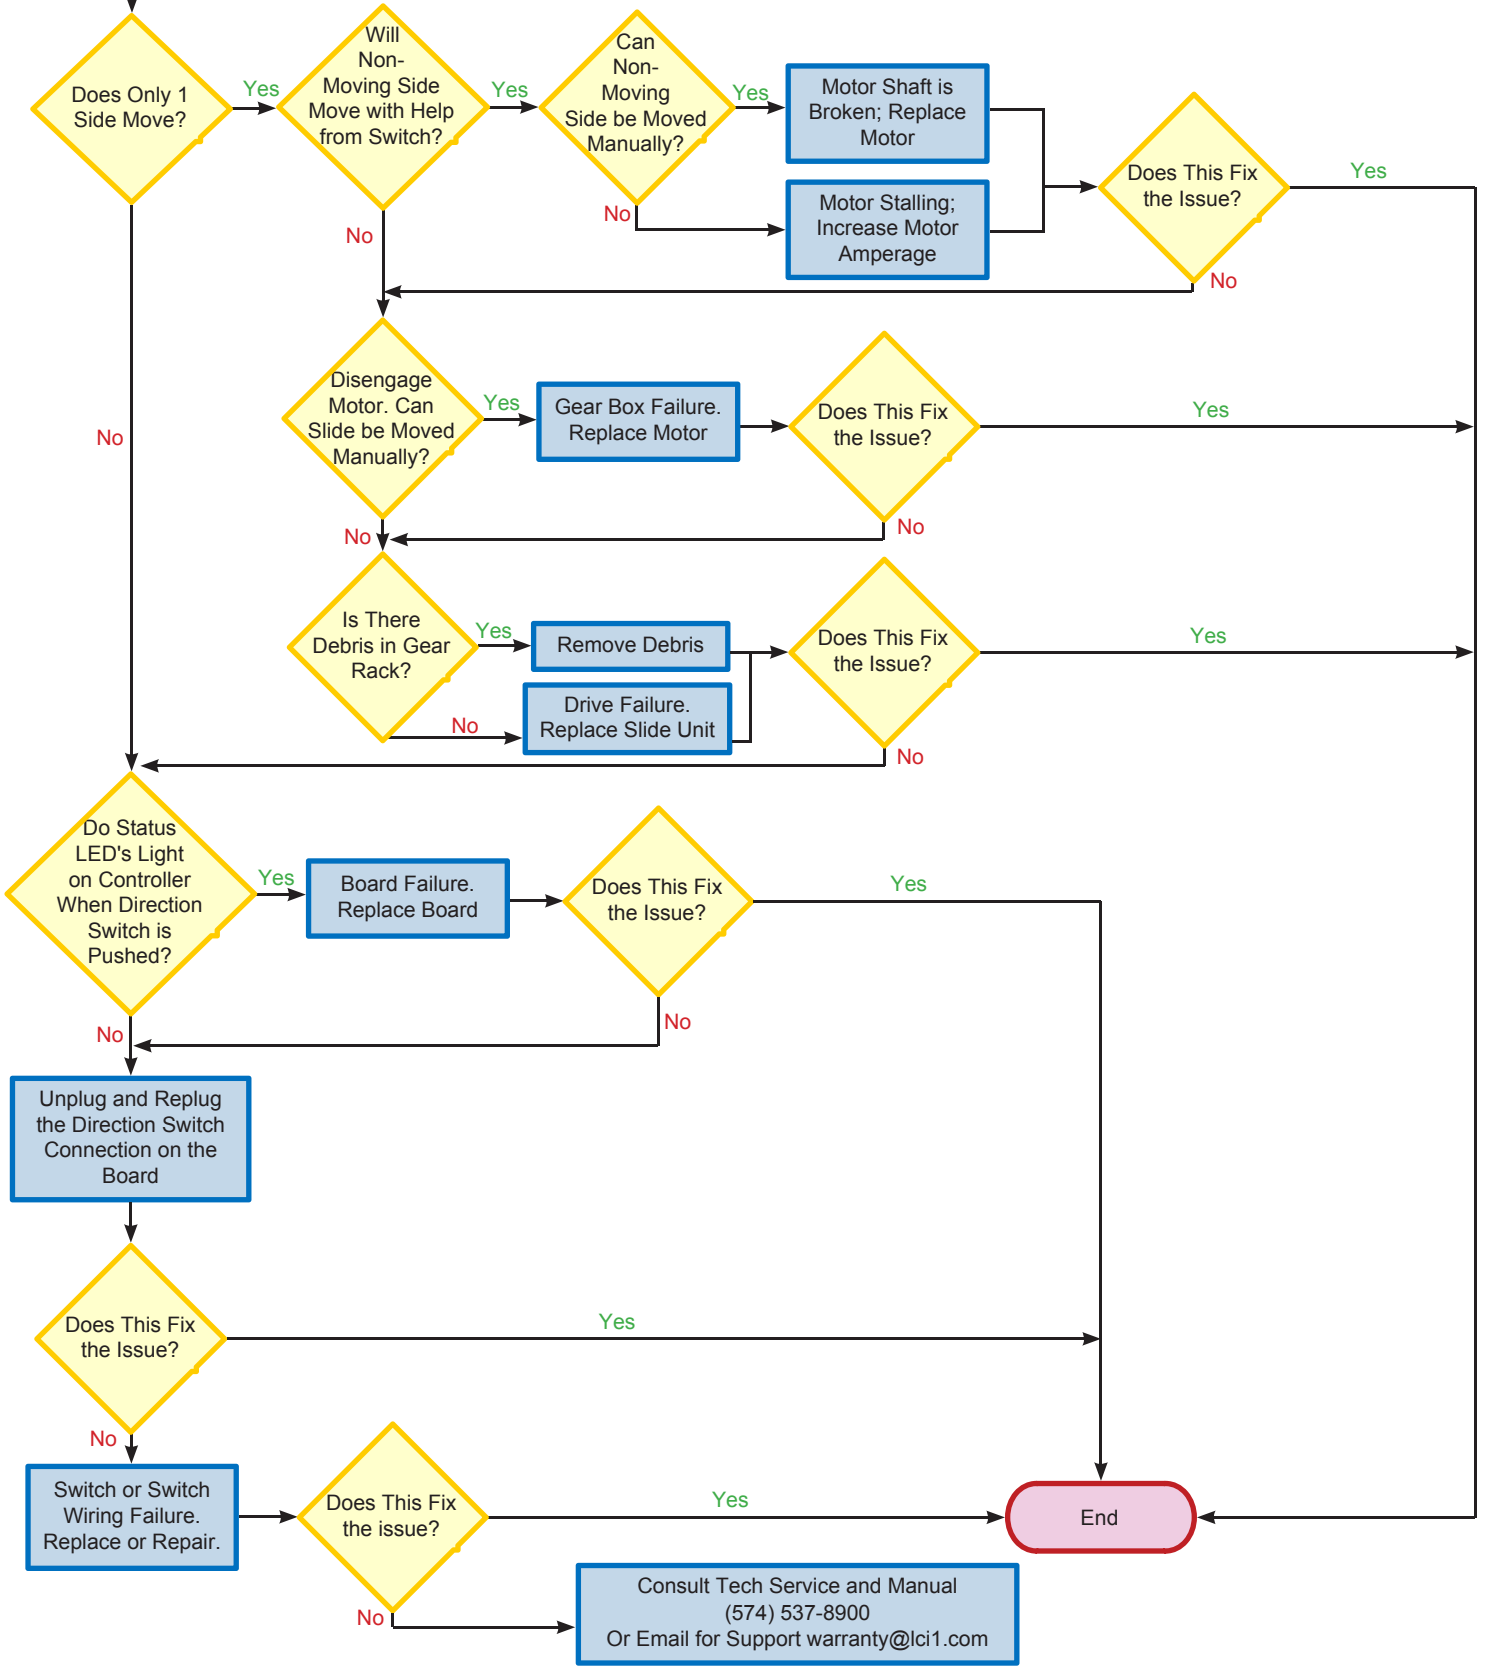 Does Only 1
Side Move?
Yes
Will
Non-
Moving Side
Move with Help
from Switch?
Yes
Can
Non-
Moving
Side be Moved
Manually?
Yes
Motor Shaft is
Broken; Replace
Motor
No
Motor Stalling;
Increase Motor
Amperage
Does This Fix
the Issue?
Yes
No
No
No
Disengage
Motor. Can
Slide be Moved
Manually?
Yes
Gear Box Failure.
Replace Motor
Does This Fix
the Issue?
Yes
No
No
Is There
Debris in Gear
Rack?
Yes
Remove Debris
No
Drive Failure.
Replace Slide Unit
Does This Fix
the Issue?
Yes
No
Do Status
LED's Light
on Controller
When Direction
Switch is
Pushed?
Yes
Board Failure.
Replace Board
Does This Fix
the Issue?
Yes
No
No
Unplug and Replug
the Direction Switch
Connection on the
Board
Does This Fix
the Issue?
Yes
No
Switch or Switch
Wiring Failure.
Replace or Repair.
Does This Fix
the issue?
Yes
End
No
Consult Tech Service and Manual
(574) 537-8900
Or Email for Support warranty@lci1.com